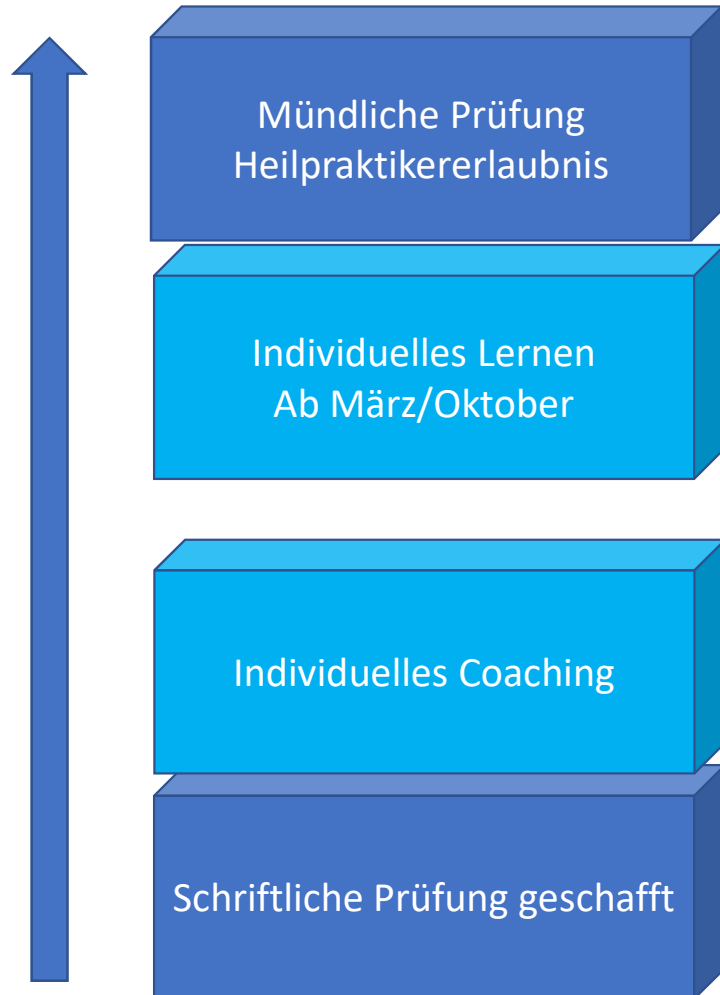 Mündliche Prüfung
Heilpraktikererlaubnis
Individuelles Lernen
Ab März/Oktober
Individuelles Coaching
Schriftliche Prüfung geschafft